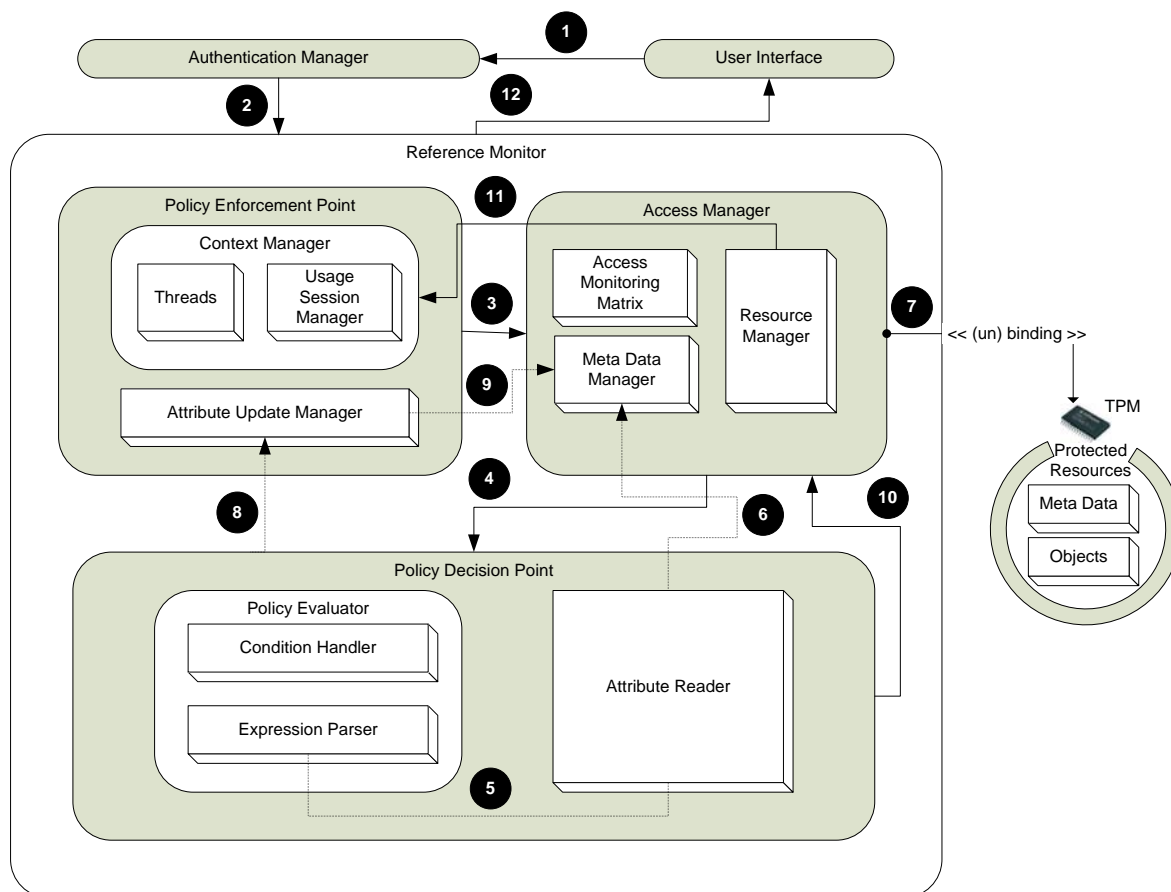 1
Authentication Manager
User Interface
2
12
Reference Monitor
Policy Enforcement Point
11
Access Manager
Context Manager
Threads
Usage
Session
Manager
3
Access
Monitoring
Matrix
Resource
Manager
7
<< (un) binding >>
Meta Data
Manager
9
Attribute Update Manager
TPM
Protected
Resources
Meta Data
Objects
4
8
6
10
Policy Decision Point
Policy Evaluator
Condition Handler
Expression Parser
Attribute Reader
5